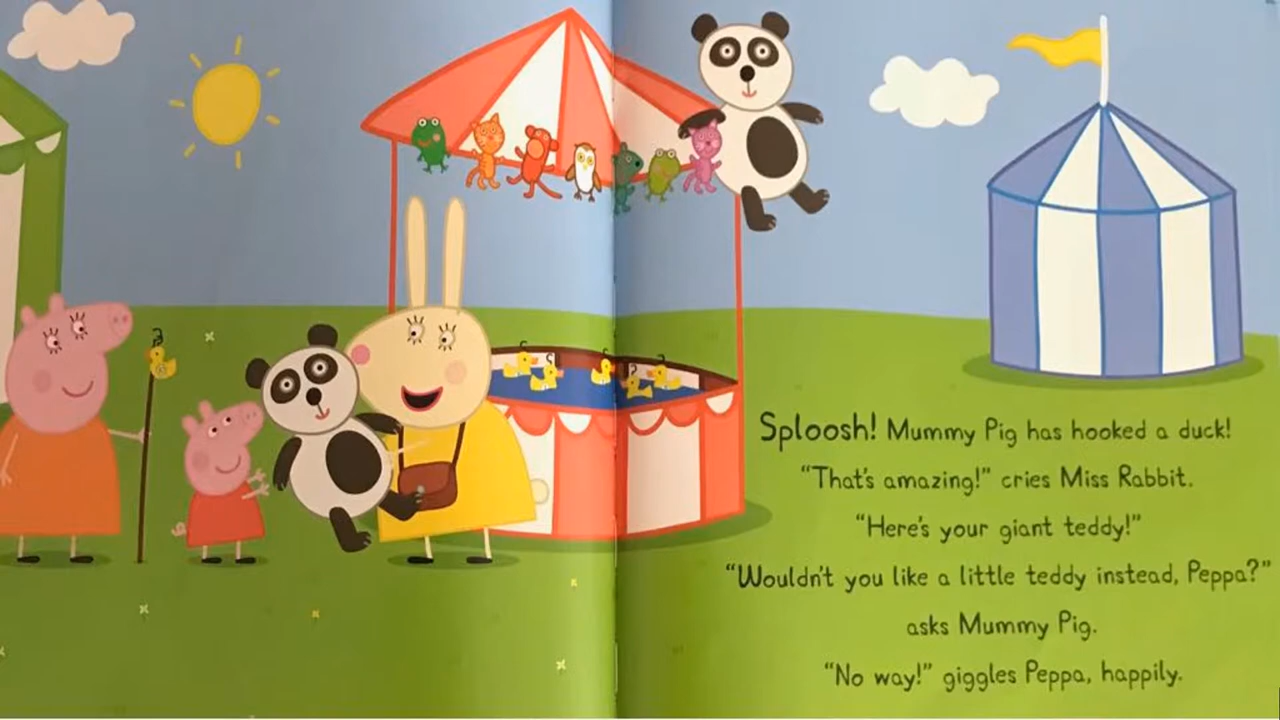 Sploosh! Mummy Pig has hooked a duck!
“That’s amazing!” cries Miss Rabbit.
“Here’s your giant teddy!”
“Wouldn’t you like a little teddy instead, Peppa?”
asks Mummy Pig.
“No way!” giggles Peppa, happily.